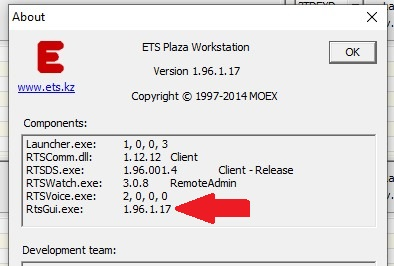 About
ETS Plaza Workstation
OK
Version 1.96.1.17
www.ets.kz
Copyright © 1997-2014 MOEX
Components:
Launcher.exe: 1, 0, 0, 3
RTSComm.dll: 1.12.12 Client
RTSDS.exe: 1.96.001.4 Client - Release
RTSWatch.exe: 3.0.8 RemoteAdmin
RTSVoice.exe: 2, 0, 0, 0
RtsGui.exe: 1.96.1.17
Development team: